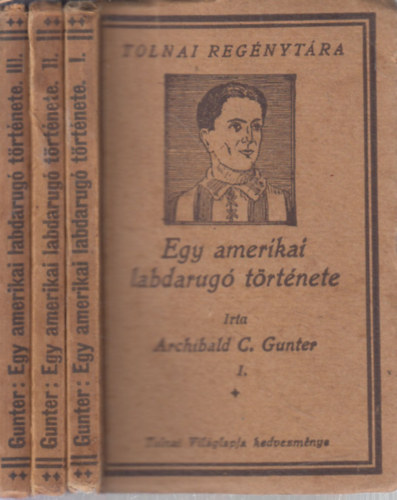 Gunter: Egy amerikai labdarugó története. III.
Gunter: Egy amerikai labdarugó története. II.
Gunter: Egy amerikai labdarugó története. I.
TOLNAI REGÉNYTÁRA
Egy amerikai
labdarugó története
Irta
Archibald C. Gunter
I.
Tolnai Világlapja kedvezménye